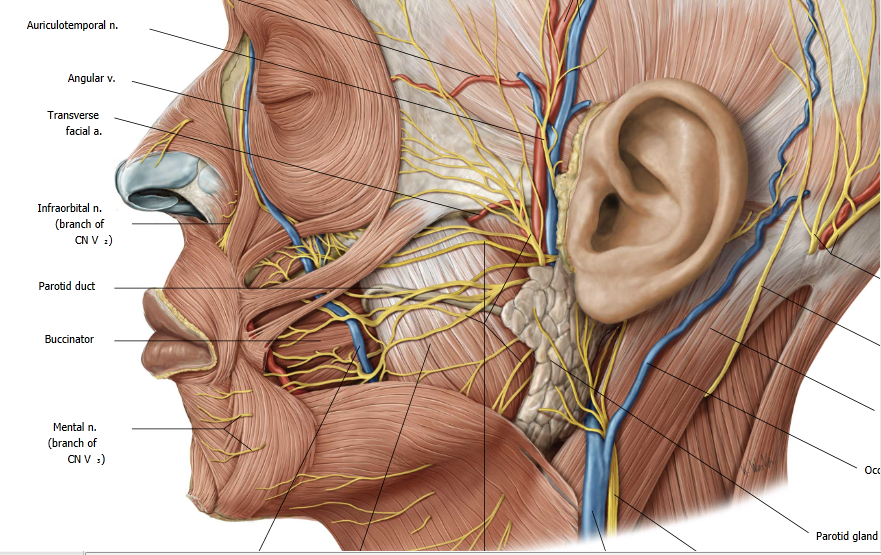 Auriculotemporal n.
Angular v.
Transverse
facial a.
Infraorbital n.
(branch of
CN V ₂)
Parotid duct
Buccinator
Mental n.
(branch of
CN V ₃)
Occ
Parotid gland